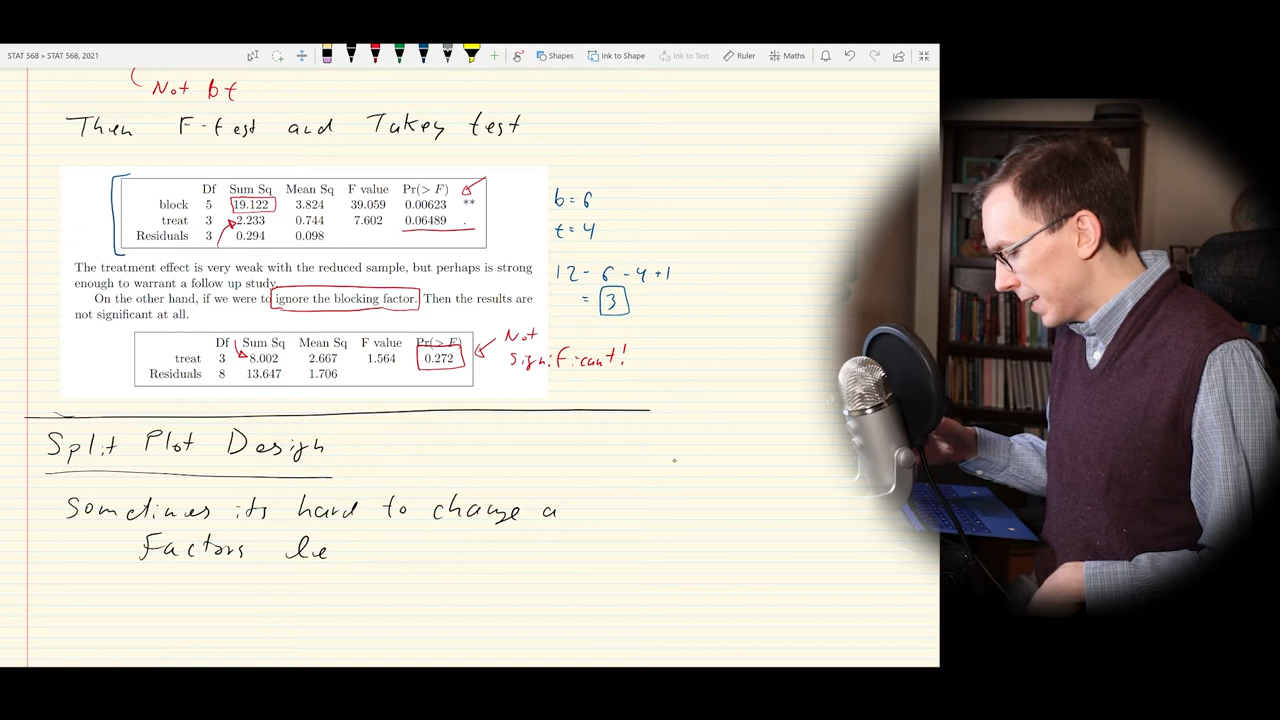 STAT 568 » STAT 568, 2021
Shapes
Ink to Shape
Ink to Text
Ruler
Maths
Not bt
Then F-test and Tukey test
Df Sum Sq Mean Sq F value Pr(> F)
block 5 19.122 3.824 39.059 0.00623 **
treat 3 2.233 0.744 7.602 0.06489 .
Residuals 3 0.294 0.098
b = 6
t = 4
12 - 6 - 4 + 1
= 3
The treatment effect is very weak with the reduced sample, but perhaps is strong
enough to warrant a follow up study.
On the other hand, if we were to ignore the blocking factor. Then the results are
not significant at all.
Df Sum Sq Mean Sq F value Pr(> F)
treat 3 8.002 2.667 1.564 0.272
Residuals 8 13.647 1.706
Not
significant!
Split Plot Design
Sometimes its hard to change a
factors le